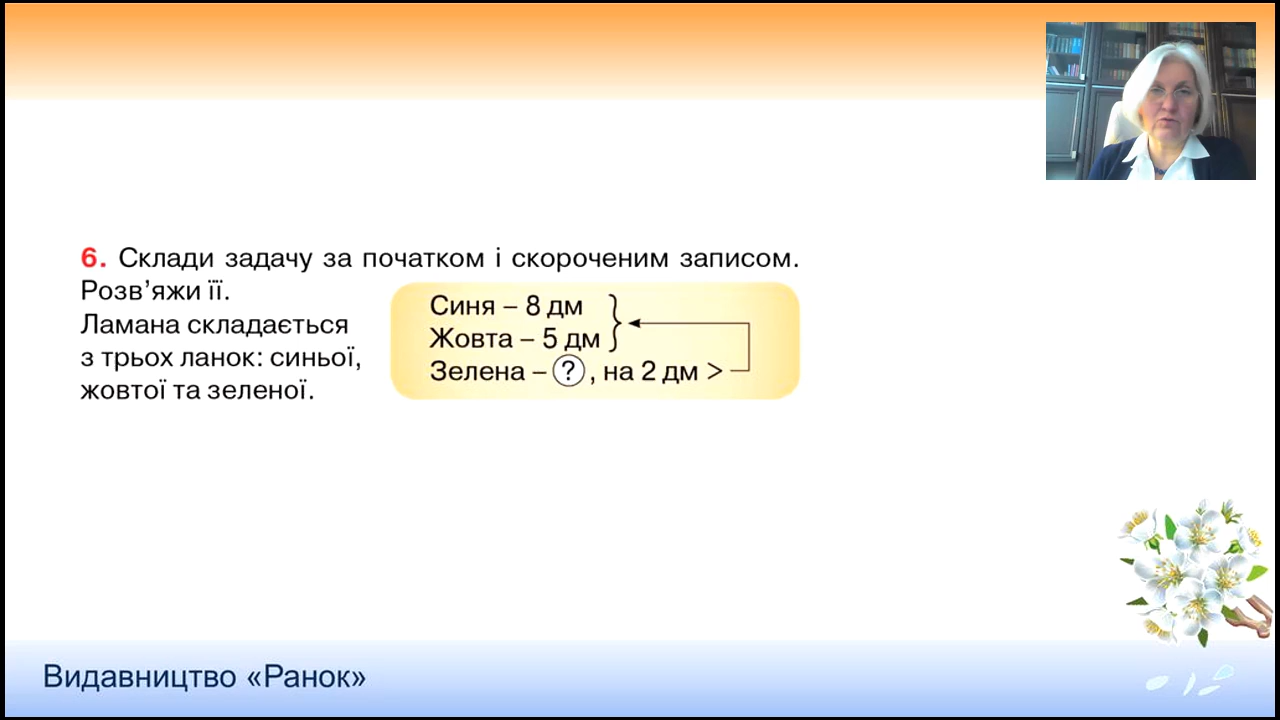 6. Склади задачу за початком і скороченим записом.
Розв’яжи її.
Ламана складається
з трьох ланок: синьої,
жовтої та зеленої.
Синя – 8 дм
Жовта – 5 дм
Зелена – ?, на 2 дм >
Видавництво «Ранок»